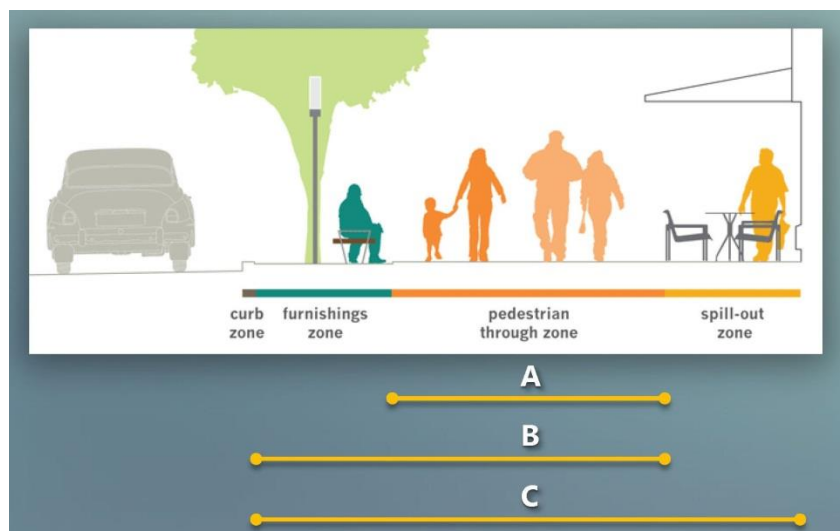 curb
zone
furnishings
zone
pedestrian
through zone
spill-out
zone
A
B
C